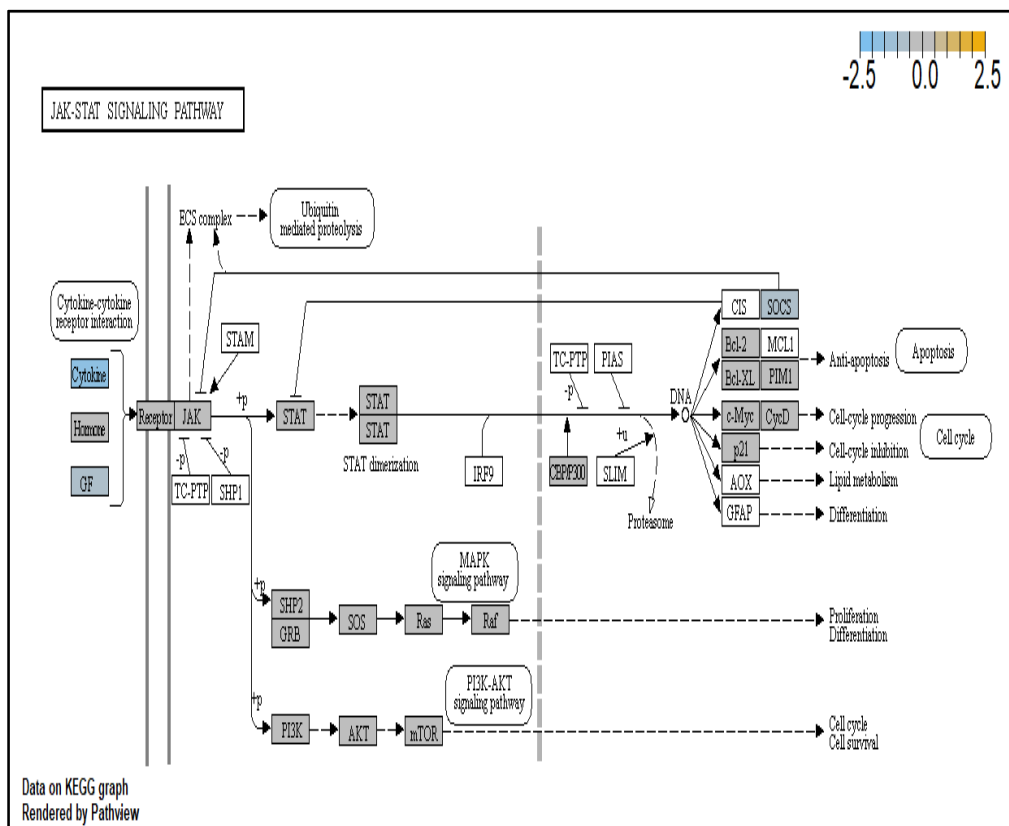 -2.5 0.0 2.5
JAK-STAT SIGNALING PATHWAY
ECS complex
Ubiquitin
mediated proteolysis
Cytokine-cytokine
receptor interaction
CIS SOCS
STAM
TC-PTP PIAS
Bcl-2 MCL1
Anti-apoptosis
Apoptosis
Cytokine
Bcl-XL PIM1
-p
+p
DNA
Hormone
Receptor JAK
STAT
STAT
STAT
c-Myc CycD
Cell-cycle progression
Cell cycle
STAT dimerization
+u
p21
Cell-cycle inhibition
-p
-p
IRF9
CBP/P300
SLIM
GF
TC-PTP SHP1
AOX
Lipid metabolism
Proteasome
GFAP
Differentiation
MAPK
signaling pathway
+p
SHP2
GRB
SOS
Ras
Raf
Proliferation
Differentiation
PI3K-AKT
signaling pathway
+p
PI3K
AKT
mTOR
Cell cycle
Cell survival
Data on KEGG graph
Rendered by Pathview